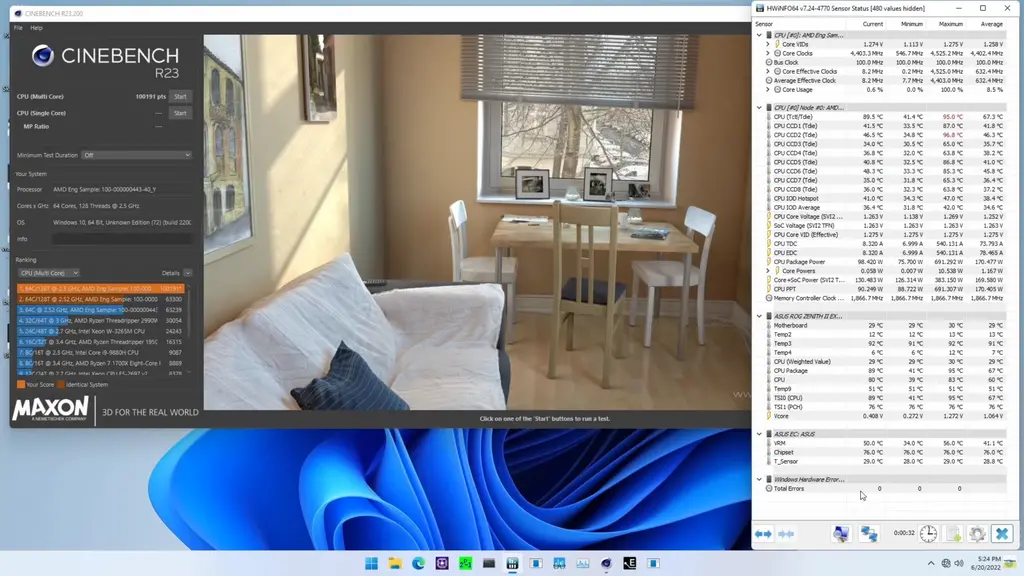 CINEBENCH R23.200
File Help
CINEBENCH
R23
CPU (Multi Core) 100191 pts Start
CPU (Single Core) --- Start
MP Ratio ---
Minimum Test Duration Off
Your System
Processor AMD Eng Sample: 100-000000443-40_Y
Cores x GHz 64 Cores, 128 Threads @ 2.5 GHz
OS Windows 10, 64 Bit, Unknown Edition (72) (build 2200
Info
Ranking
CPU (Multi Core) Details
1. 64C/128T @ 2.5 GHz, AMD Eng Sample: 100-000 100191*
2. 64C/128T @ 2.52 GHz, AMD Eng Sample: 100-0000 63300
3. 64C @ 2.52 GHz, AMD Eng Sample: 100-000000443 63239
4. 32C/64T @ 3 GHz, AMD Ryzen Threadripper 2990W 30054
5. 24C/48T @ 2.7 GHz, Intel Xeon W-3265M CPU 24243
6. 16C/32T @ 3.4 GHz, AMD Ryzen Threadripper 1950 16315
7. 8C/16T @ 2.3 GHz, Intel Core i9-9880H CPU 9087
8. 8C/16T @ 3.4 GHz, AMD Ryzen 7 1700X Eight-Core 8889
Your Score Identical System
MAXON
A NEMETSCHEK COMPANY
3D FOR THE REAL WORLD
Click on one of the 'Start' buttons to run a test.
HWiNFO64 v7.24-4770 Sensor Status [480 values hidden]
Sensor Current Minimum Maximum Average
CPU [#0]: AMD Eng Sam...
Core VIDs 1.274 V 1.113 V 1.275 V 1.258 V
Core Clocks 4,403.3 MHz 546.7 MHz 4,525.2 MHz 4,402.4 MHz
Bus Clock 100.0 MHz 100.0 MHz 100.0 MHz 100.0 MHz
Core Effective Clocks 8.2 MHz 0.2 MHz 4,525.0 MHz 632.4 MHz
Average Effective Clock 8.2 MHz 7.7 MHz 4,403.0 MHz 632.4 MHz
Core Usage 0.6 % 0.0 % 100.0 % 8.5 %
CPU [#0] Node #0: AMD...
CPU (Tctl/Tdie) 89.5 °C 41.4 °C 95.0 °C 67.3 °C
CPU CCD1 (Tdie) 41.5 °C 33.5 °C 87.0 °C 41.8 °C
CPU CCD2 (Tdie) 46.5 °C 34.8 °C 96.8 °C 46.3 °C
CPU CCD3 (Tdie) 34.0 °C 30.5 °C 65.0 °C 35.7 °C
CPU CCD4 (Tdie) 36.8 °C 32.0 °C 63.8 °C 38.2 °C
CPU CCD5 (Tdie) 40.8 °C 32.5 °C 86.8 °C 41.0 °C
CPU CCD6 (Tdie) 48.3 °C 33.3 °C 85.3 °C 46.4 °C
CPU CCD7 (Tdie) 35.0 °C 31.8 °C 65.3 °C 36.4 °C
CPU CCD8 (Tdie) 36.0 °C 32.3 °C 63.8 °C 37.2 °C
CPU IOD Hotspot 41.0 °C 34.3 °C 47.0 °C 38.4 °C
CPU IOD Average 36.4 °C 31.8 °C 42.0 °C 34.6 °C
CPU Core Voltage (SVI2 ... 1.263 V 1.138 V 1.269 V 1.252 V
SoC Voltage (SVI2 TFN) 1.275 V 1.263 V 1.275 V 1.275 V
CPU Core VID (Effective) 1.275 V 1.275 V 1.275 V 1.275 V
CPU TDC 8.320 A 6.999 A 540.131 A 73.793 A
CPU EDC 8.320 A 6.999 A 540.131 A 78.465 A
CPU Package Power 98.420 W 75.700 W 691.292 W 170.477 W
Core Powers 0.058 W 0.007 W 10.538 W 1.167 W
Core+SoC Power (SVI2 T... 130.483 W 126.314 W 383.150 W 169.580 W
CPU PPT 90.249 W 88.722 W 691.307 W 170.405 W
Memory Controller Clock ... 1,866.7 MHz 1,866.7 MHz 1,866.7 MHz 1,866.7 MHz
ASUS ROG ZENITH II EX...
Motherboard 29 °C 29 °C 30 °C 29 °C
Temp2 12 °C 12 °C 13 °C 13 °C
Temp3 92 °C 91 °C 92 °C 91 °C
Temp4 6 °C 6 °C 12 °C 7 °C
CPU (Weighted Value) 29 °C 29 °C 30 °C 29 °C
CPU Package 89 °C 41 °C 95 °C 67 °C
CPU 80 °C 39 °C 83 °C 60 °C
Temp9 51 °C 51 °C 51 °C 51 °C
TSI0 (CPU) 89 °C 41 °C 95 °C 67 °C
TSI1 (PCH) 76 °C 76 °C 76 °C 76 °C
Vcore 0.408 V 0.272 V 1.272 V 1.064 V
ASUS EC: ASUS
VRM 50.0 °C 34.0 °C 56.0 °C 41.1 °C
Chipset 76.0 °C 76.0 °C 76.0 °C 76.0 °C
T_Sensor 29.0 °C 28.0 °C 29.0 °C 28.8 °C
Windows Hardware Error...
Total Errors 0 0 0
0:00:32
5:24 PM
6/20/2022